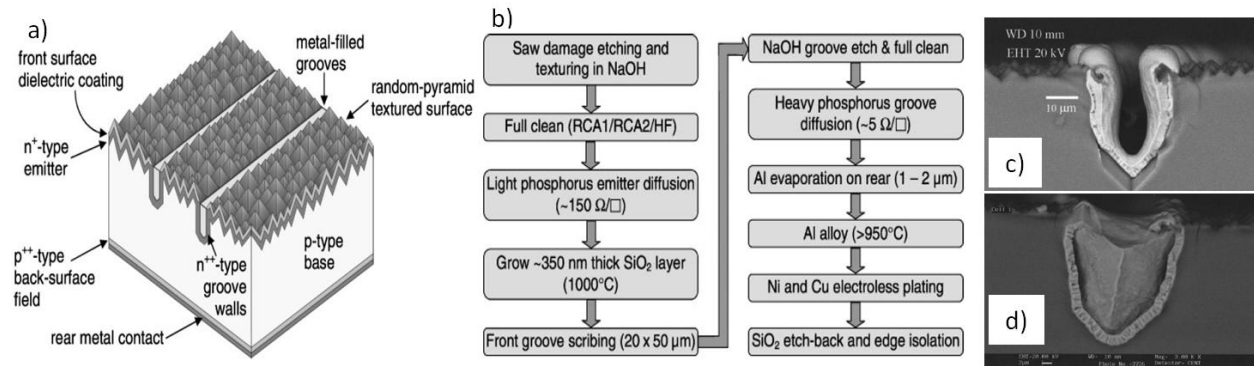 a)
front surface
dielectric coating
metal-filled
grooves
random-pyramid
textured surface
n⁺-type
emitter
p⁺⁺-type
back-surface
field
n⁺⁺-type
groove
walls
p-type
base
rear metal contact
b)
Saw damage etching and
texturing in NaOH
Full clean (RCA1/RCA2/HF)
Light phosphorus emitter diffusion
(~150 Ω/□)
Grow ~350 nm thick SiO₂ layer
(1000°C)
Front groove scribing (20 x 50 µm)
NaOH groove etch & full clean
Heavy phosphorus groove
diffusion (~5 Ω/□)
Al evaporation on rear (1 – 2 µm)
Al alloy (>950°C)
Ni and Cu electroless plating
SiO₂ etch-back and edge isolation
WD 10 mm
EHT 20 kV
10 µm
c)
d)